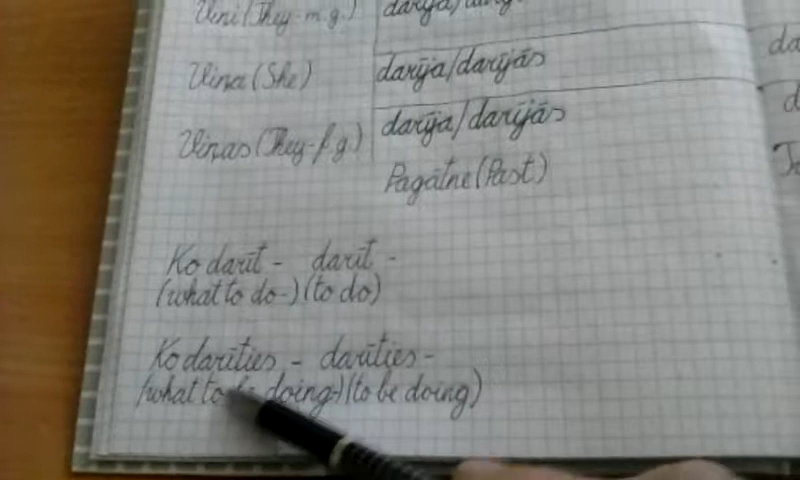 Viņi (They-m.g.) darīja/
Viņa (She) darīja/darījās
Viņas (They-f.g.) darīja/darījās
Pagātne (Past)
Ko darīt - darīt -
(what to do-) (to do)
Ko darīties - darīties -
(what to be doing-) (to be doing)